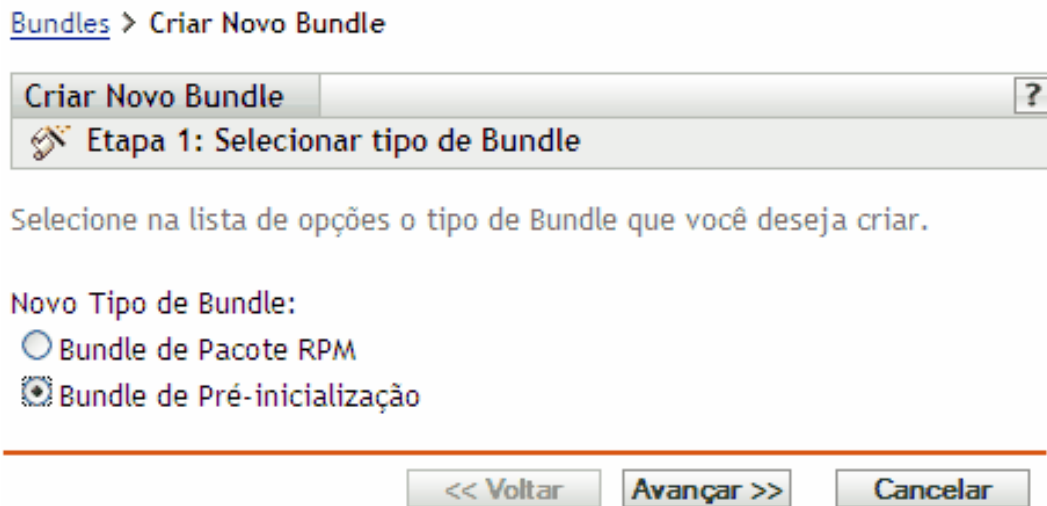 Bundles > Criar Novo Bundle
Criar Novo Bundle ?
Etapa 1: Selecionar tipo de Bundle
Selecione na lista de opções o tipo de Bundle que você deseja criar.
Novo Tipo de Bundle:
Bundle de Pacote RPM
Bundle de Pré-inicialização
<< Voltar Avançar >> Cancelar